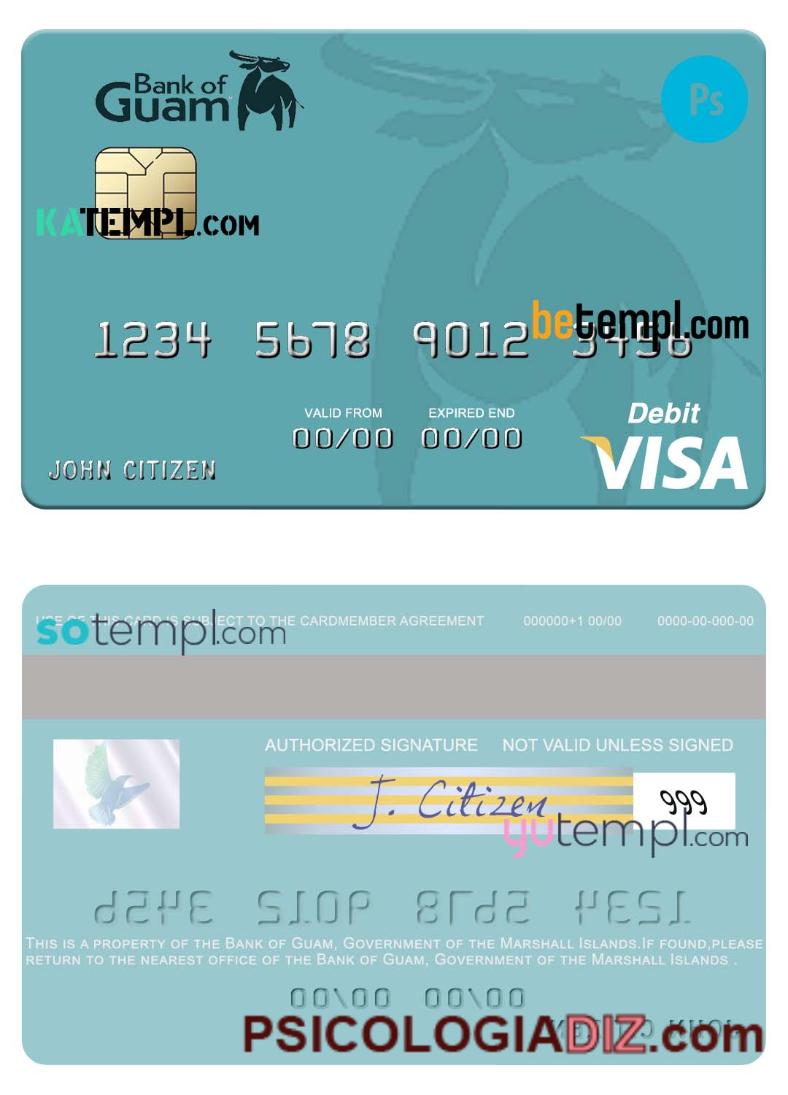 Bank of
Guam
Ps
KATEMPL.COM
betempl.com
1234 5678 9012 3456
VALID FROM EXPIRED END
00/00 00/00
Debit
VISA
JOHN CITIZEN
USE OF THIS CARD IS SUBJECT TO THE CARDMEMBER AGREEMENT 000000+1 00/00 0000-00-000-00
sotempl.com
AUTHORIZED SIGNATURE NOT VALID UNLESS SIGNED
J. Citizen 999
yutempl.com
THIS IS A PROPERTY OF THE BANK OF GUAM, GOVERNMENT OF THE MARSHALL ISLANDS.IF FOUND,PLEASE
RETURN TO THE NEAREST OFFICE OF THE BANK OF GUAM, GOVERNMENT OF THE MARSHALL ISLANDS .
00\00 00\00
PSICOLOGIADIZ.com